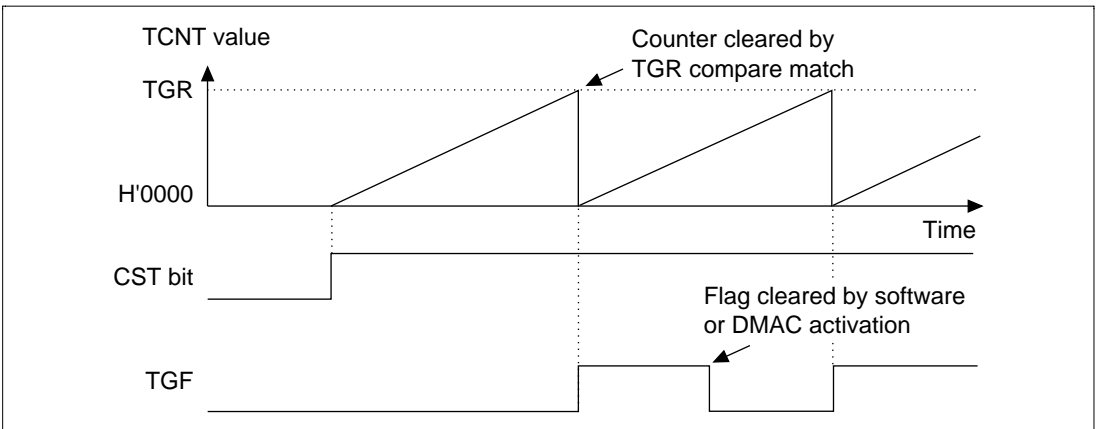 TCNT value
Counter cleared by
TGR compare match
TGR
H'0000
Time
CST bit
Flag cleared by software
or DMAC activation
TGF